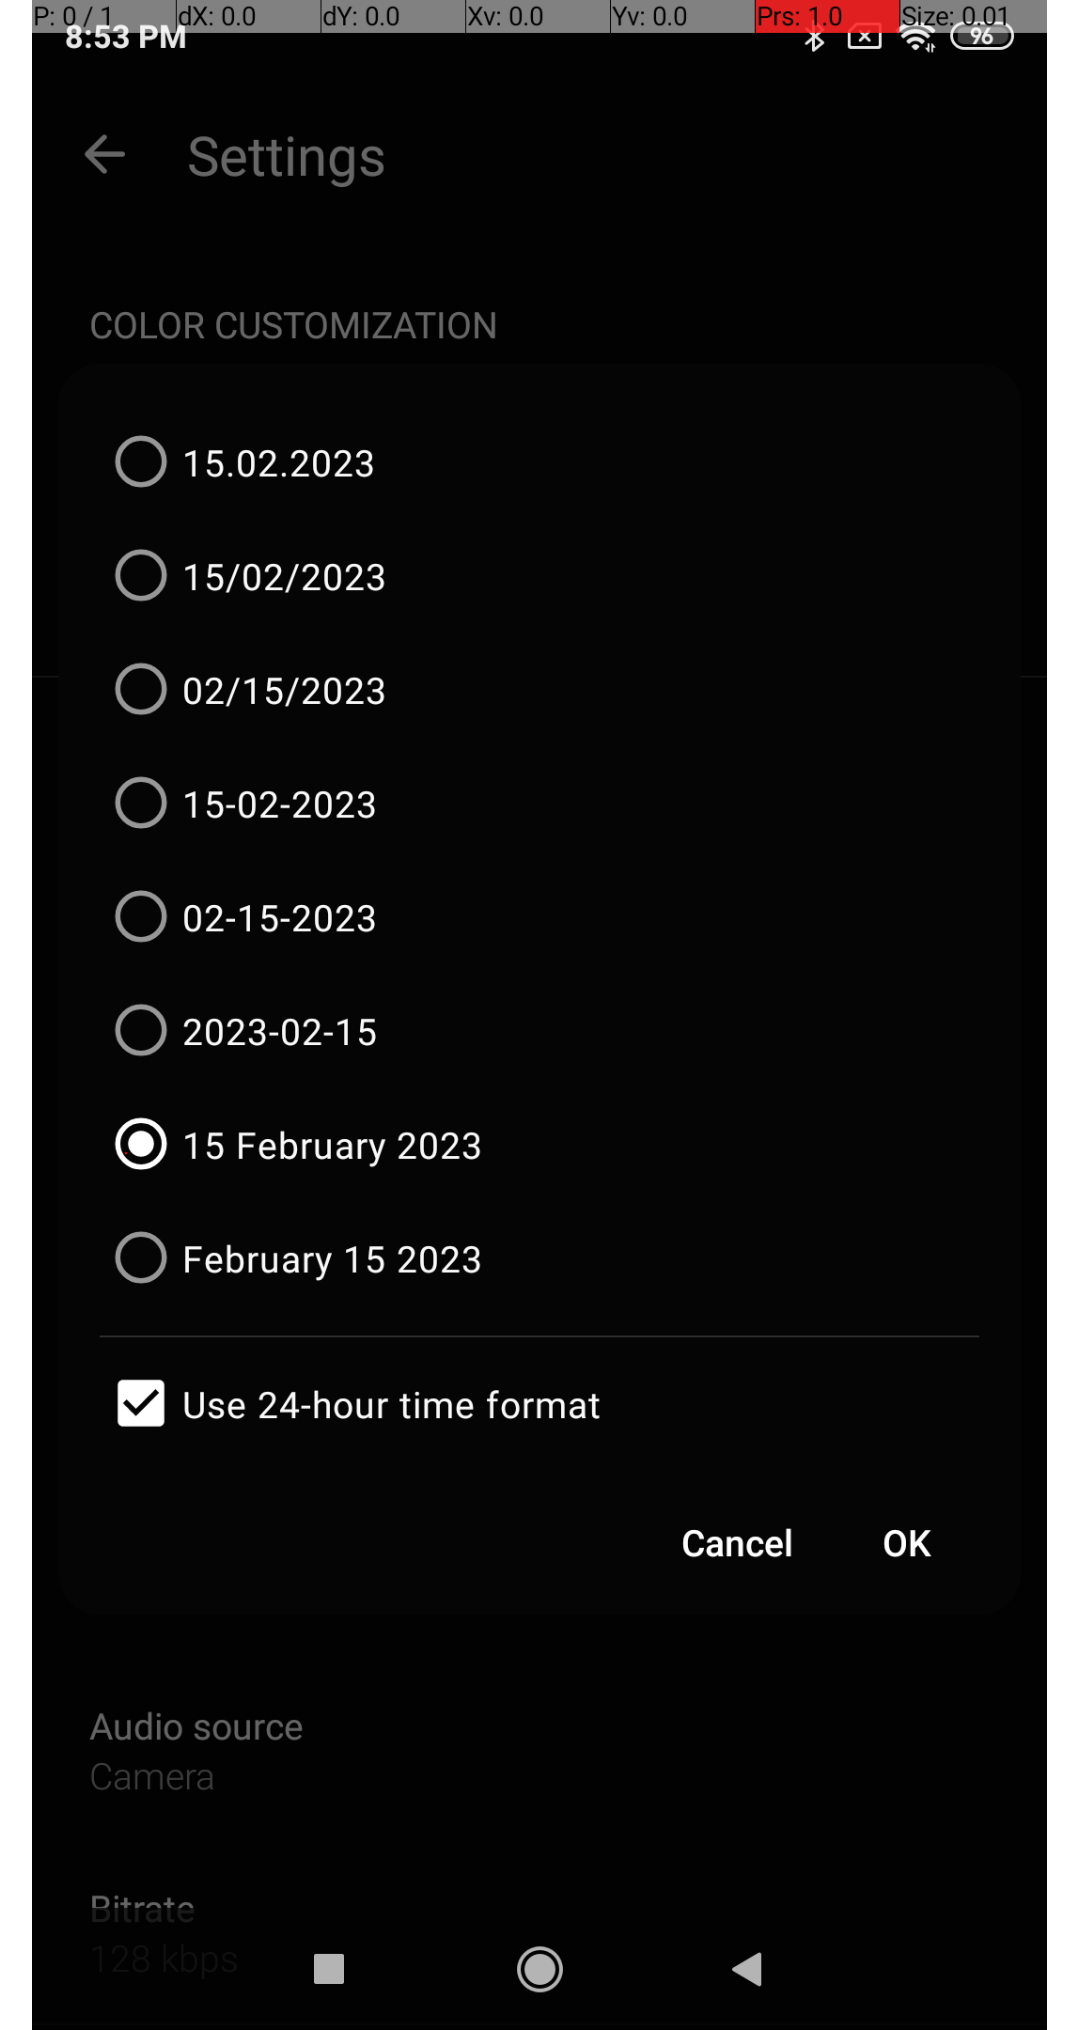 P: 0 / 1 dX: 0.0 dY: 0.0 Xv: 0.0 Yv: 0.0 Prs: 1.0 Size: 0.01
8:53 PM 96
Settings
COLOR CUSTOMIZATION
15.02.2023
15/02/2023
02/15/2023
15-02-2023
02-15-2023
2023-02-15
15 February 2023
February 15 2023
Use 24-hour time format
Cancel OK
Audio source
Camera
Bitrate
128 kbps